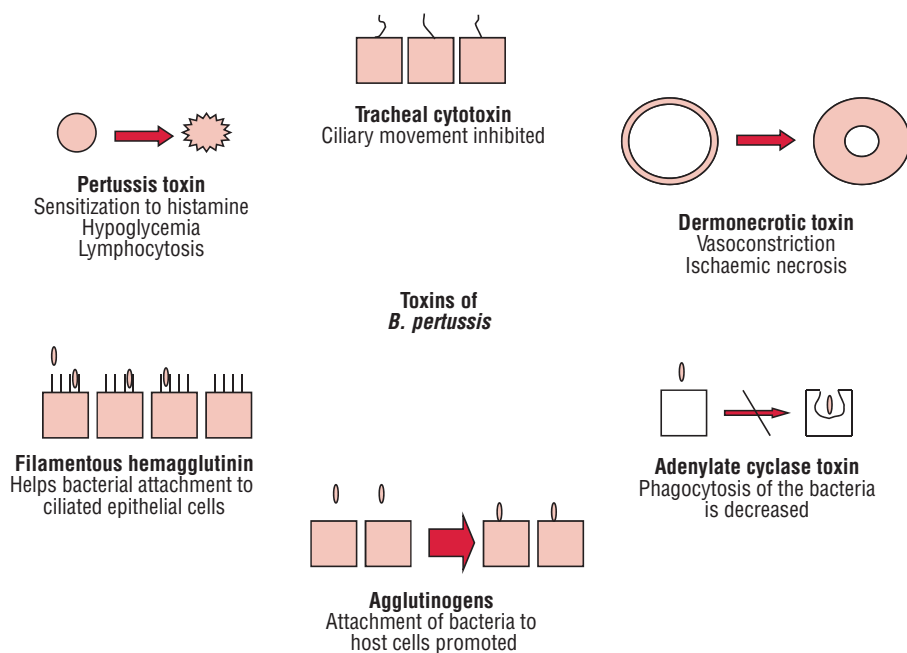 Tracheal cytotoxin
Ciliary movement inhibited
Pertussis toxin
Sensitization to histamine
Hypoglycemia
Lymphocytosis
Dermonecrotic toxin
Vasoconstriction
Ischaemic necrosis
Toxins of
B. pertussis
Filamentous hemagglutinin
Helps bacterial attachment to
ciliated epithelial cells
Adenylate cyclase toxin
Phagocytosis of the bacteria
is decreased
Agglutinogens
Attachment of bacteria to
host cells promoted